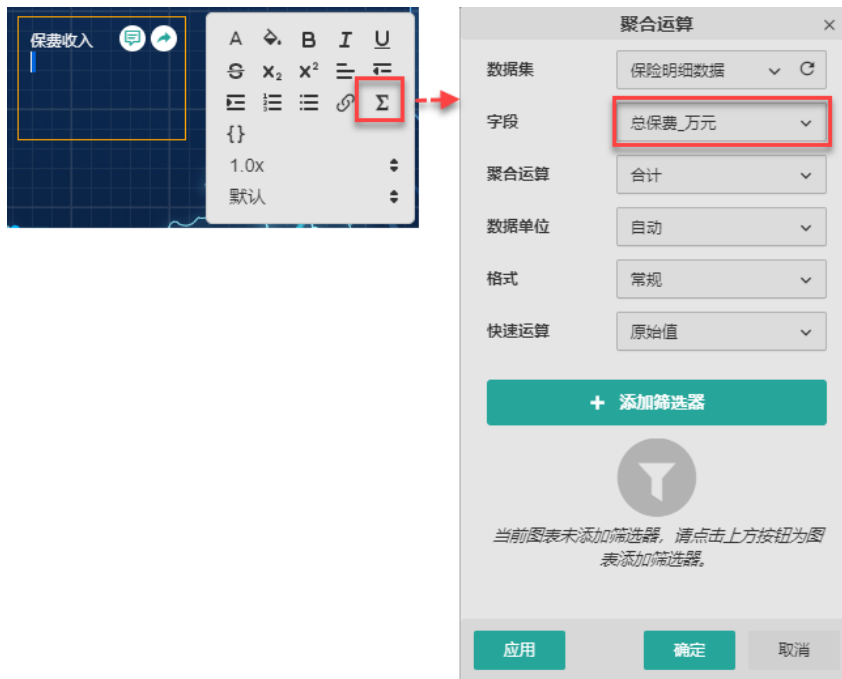 保费收入
A B I U
S X₂ X²
Σ
{}
1.0x
默认
聚合运算
数据集 保险明细数据
字段 总保费_万元
聚合运算 合计
数据单位 自动
格式 常规
快速运算 原始值
+ 添加筛选器
当前图表未添加筛选器，请点击上方按钮为图
表添加筛选器。
应用 确定 取消